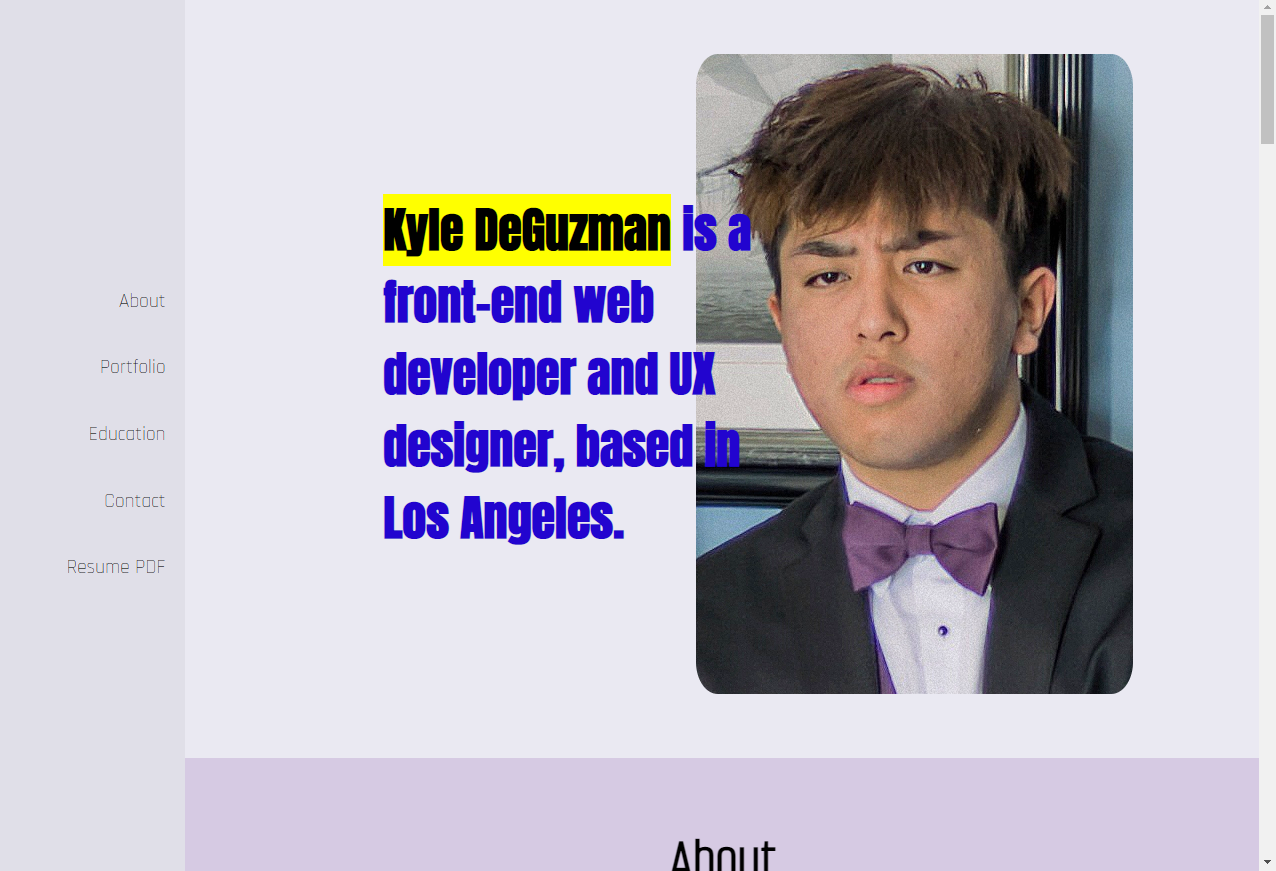 About
Portfolio
Education
Contact
Resume PDF
Kyle DeGuzman is a
front-end web
developer and UX
designer, based in
Los Angeles.
About